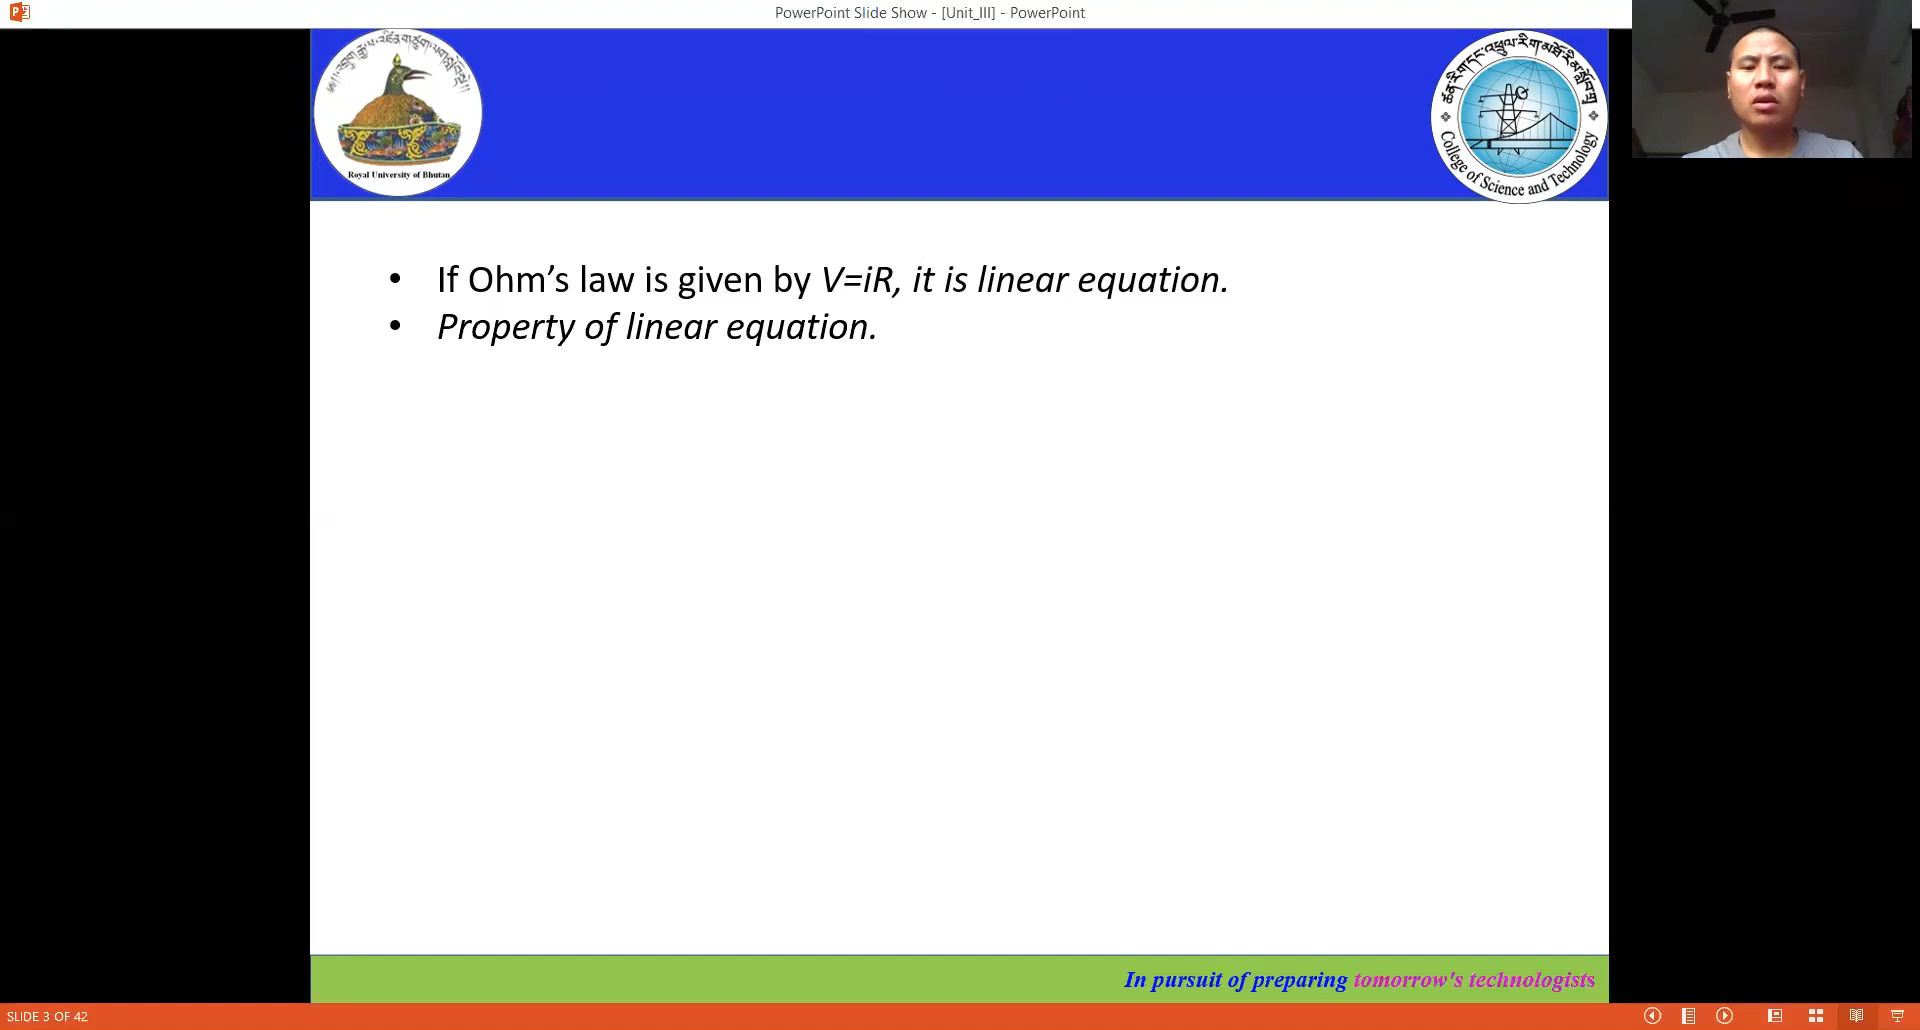 PowerPoint Slide Show - [Unit_III] - PowerPoint
Royal University of Bhutan
College of Science and Technology
• If Ohm’s law is given by V=iR, it is linear equation.
• Property of linear equation.
In pursuit of preparing tomorrow's technologists
SLIDE 3 OF 42